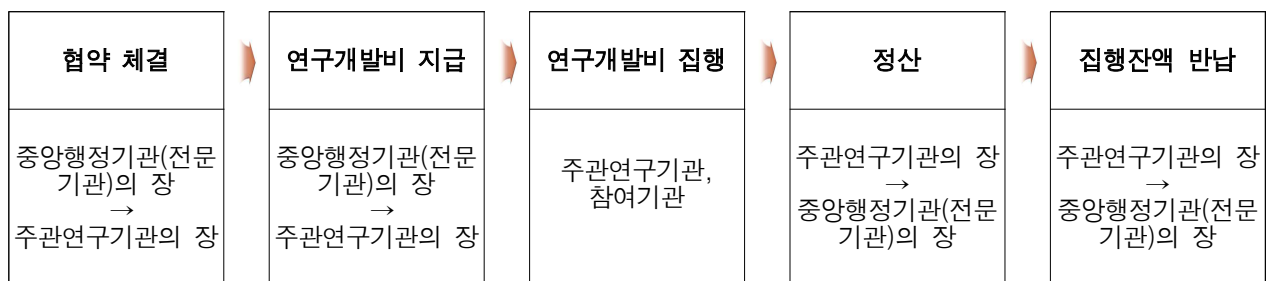 협약 체결
중앙행정기관(전문
기관)의 장
→
주관연구기관의 장
연구개발비 지급
중앙행정기관(전문
기관)의 장
→
주관연구기관의 장
연구개발비 집행
주관연구기관,
참여기관
정산
주관연구기관의 장
→
중앙행정기관(전문
기관)의 장
집행잔액 반납
주관연구기관의 장
→
중앙행정기관(전문
기관)의 장